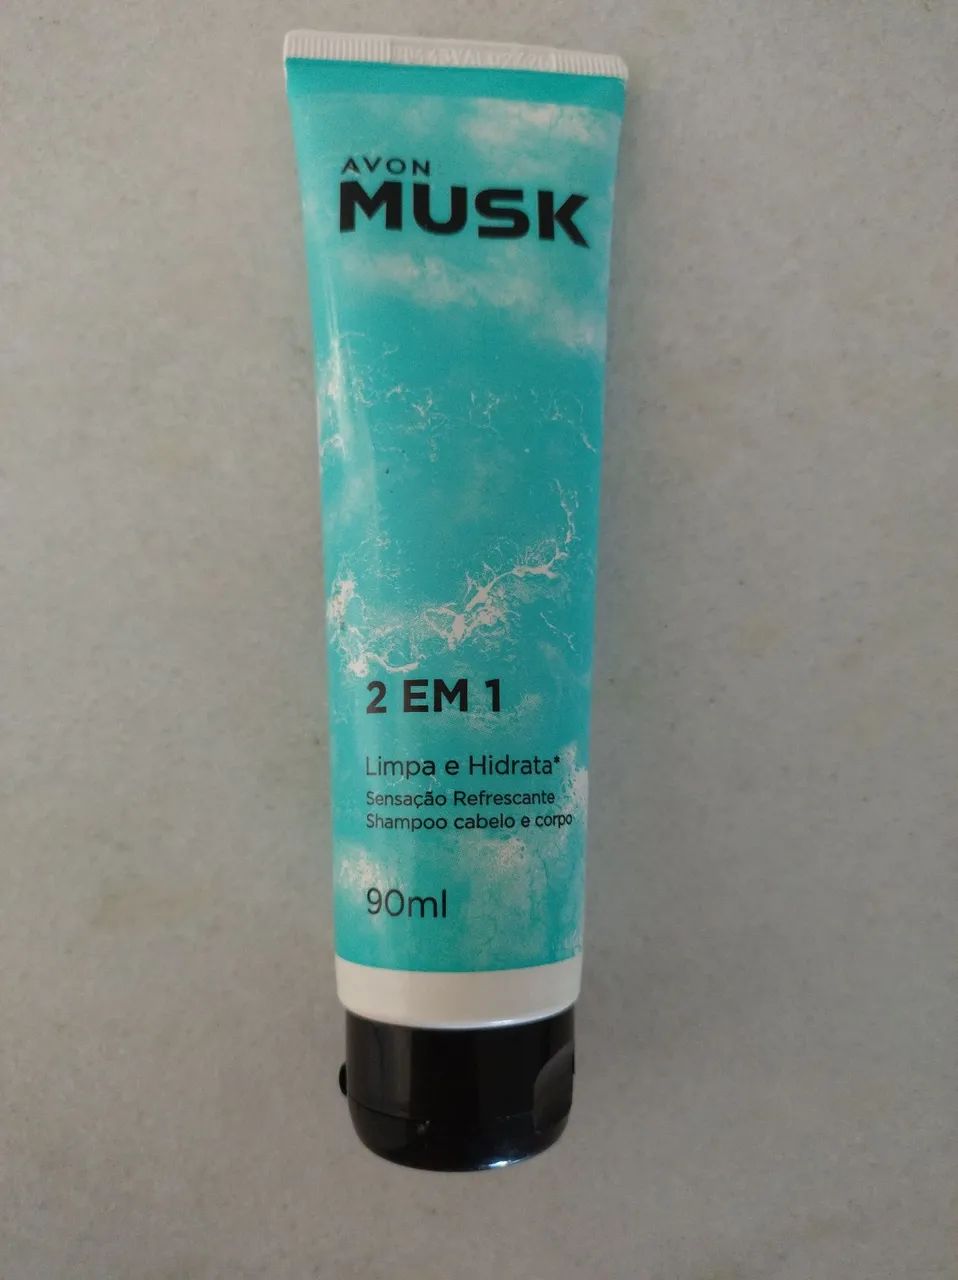 AVON
MUSK
2 EM 1
Limpa e Hidrata*
Sensação Refrescante
Shampoo cabelo e corpo
90ml